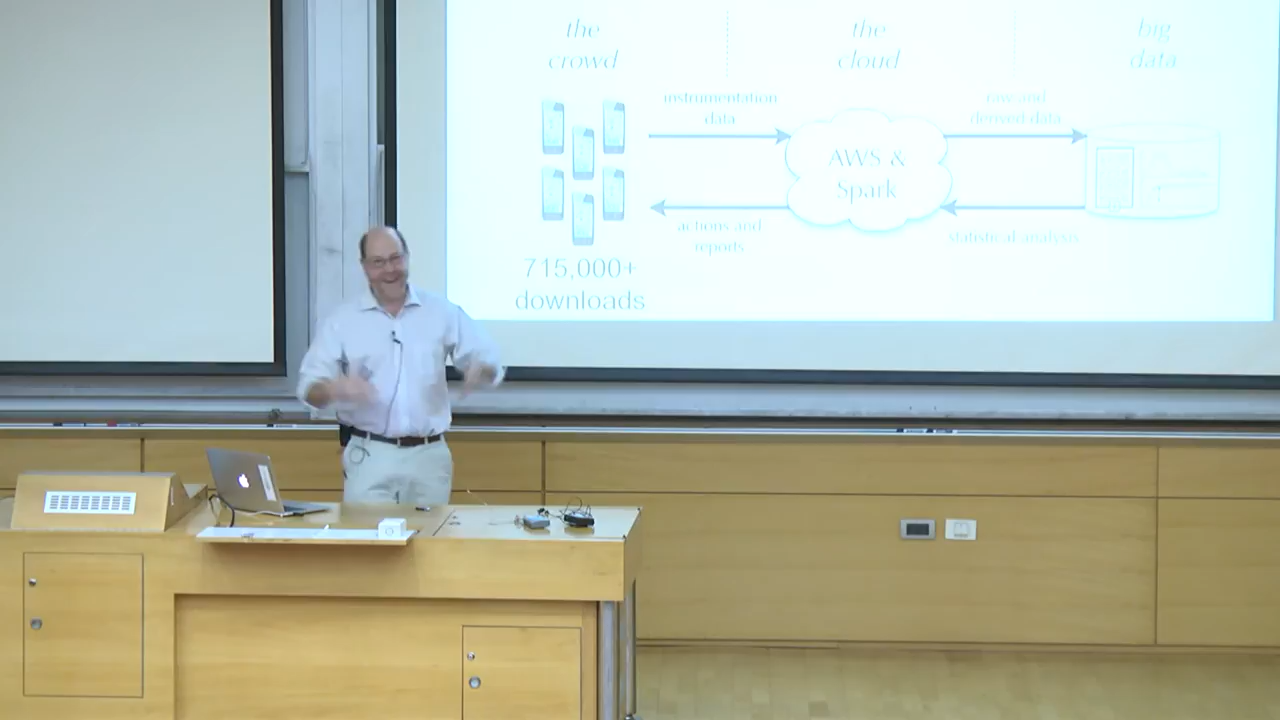 the
crowd
the
cloud
big
data
instrumentation
data
raw and
derived data
AWS &
Spark
actions and
reports
statistical analysis
715,000+
downloads